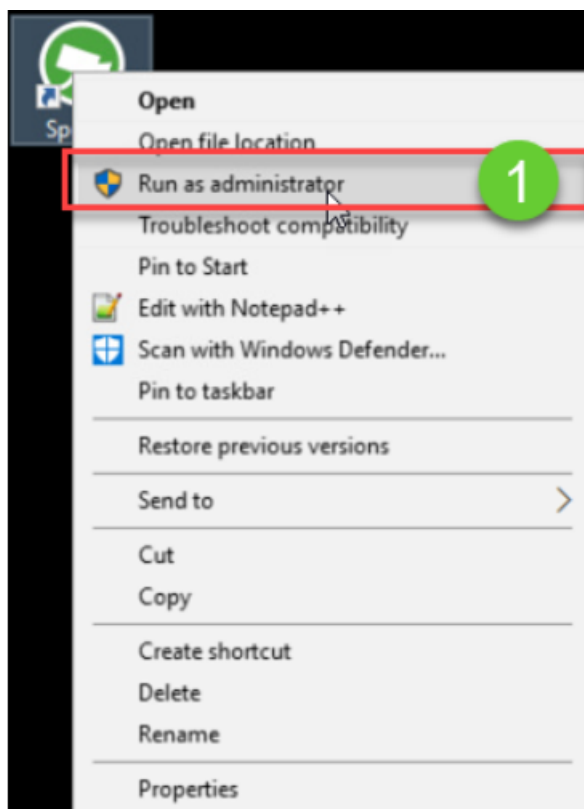 Open
Open file location
Run as administrator
1
Troubleshoot compatibility
Pin to Start
Edit with Notepad++
Scan with Windows Defender...
Pin to taskbar
Restore previous versions
Send to
Cut
Copy
Create shortcut
Delete
Rename
Properties